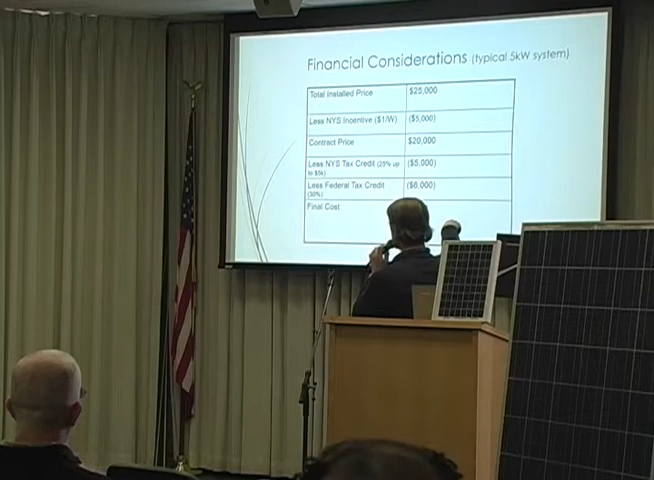 Financial Considerations (typical 5kW system)
Total Installed Price $25,000
Less NYS Incentive ($1/W) ($5,000)
Contract Price $20,000
Less NYS Tax Credit (25% up
to $5k) ($5,000)
Less Federal Tax Credit
(30%) ($6,000)
Final Cost